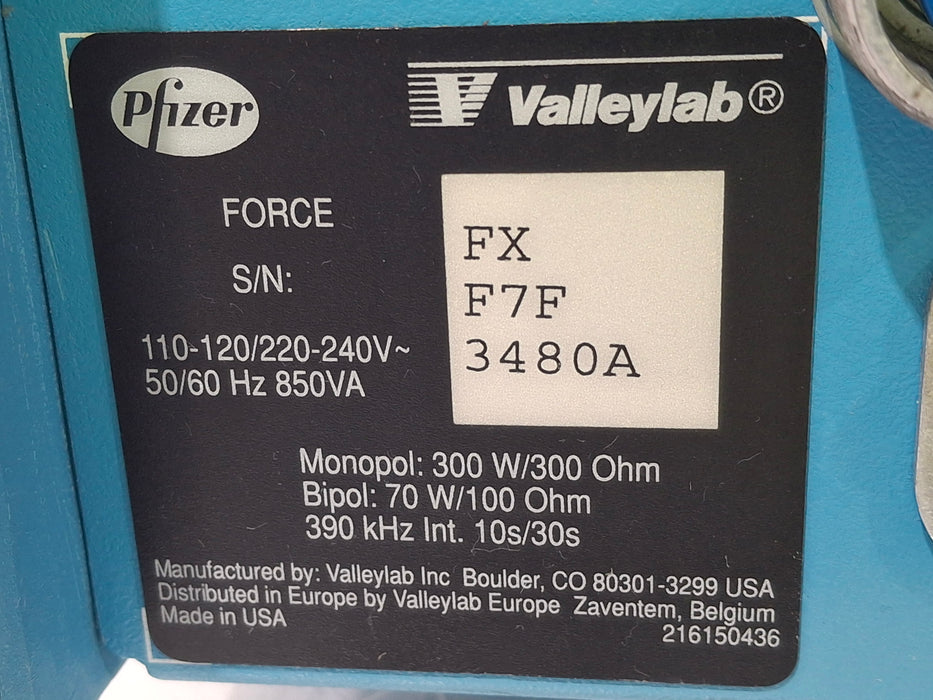 Pfizer
Valleylab®
FORCE FX
S/N: F7F
3480A
110-120/220-240V~
50/60 Hz 850VA
Monopol: 300 W/300 Ohm
Bipol: 70 W/100 Ohm
390 kHz Int. 10s/30s
Manufactured by: Valleylab Inc Boulder, CO 80301-3299 USA
Distributed in Europe by Valleylab Europe Zaventem, Belgium
Made in USA
216150436